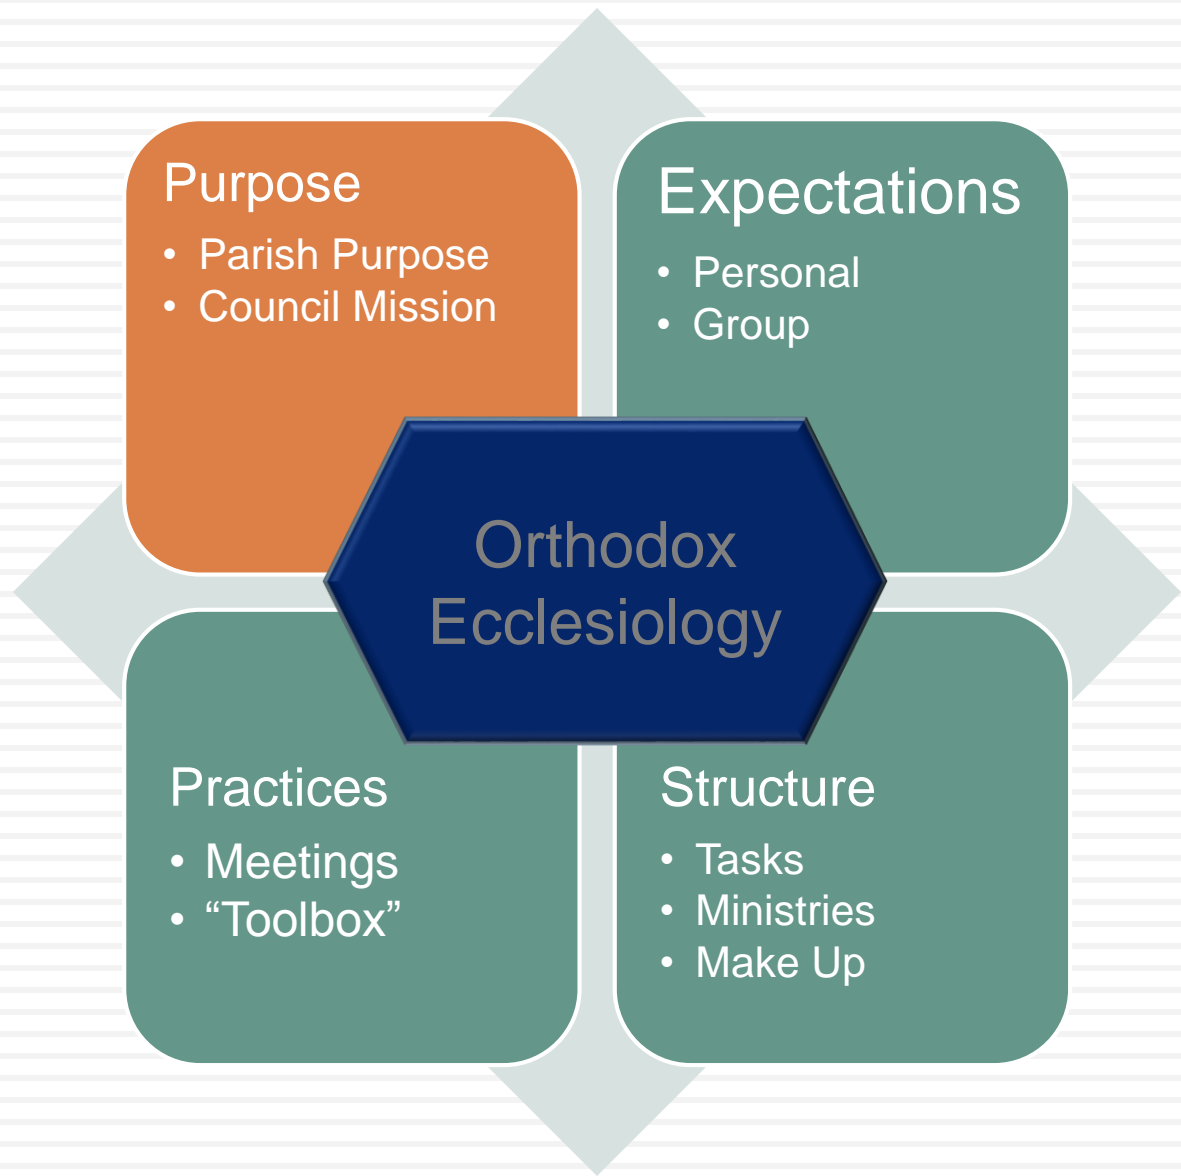 Purpose
• Parish Purpose
• Council Mission
Expectations
• Personal
• Group
Orthodox
Ecclesiology
Practices
• Meetings
• “Toolbox”
Structure
• Tasks
• Ministries
• Make Up